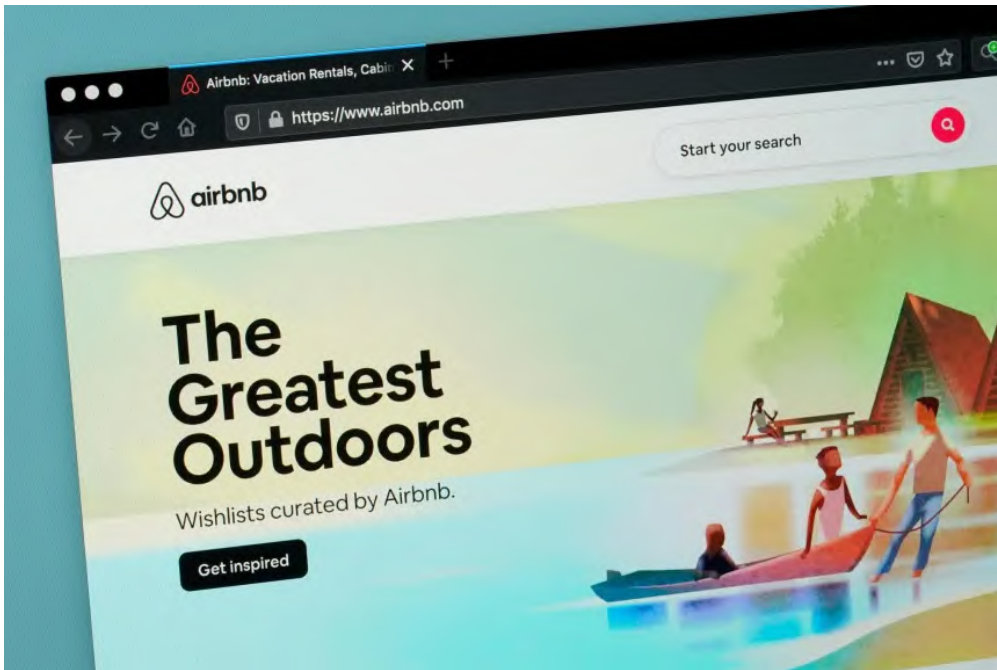 Airbnb: Vacation Rentals, Cabin
https://www.airbnb.com
airbnb
Start your search
The
Greatest
Outdoors
Wishlists curated by Airbnb.
Get inspired